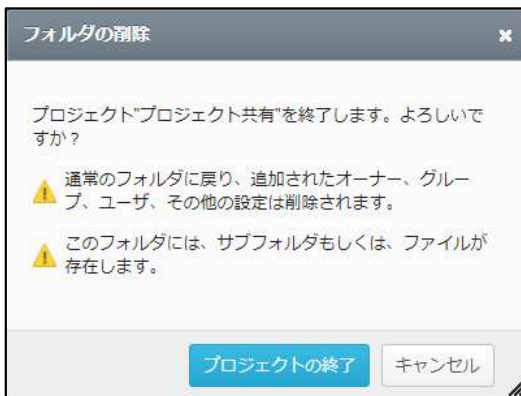 フォルダの削除
プロジェクト"プロジェクト共有"を終了します。よろしいで
すか？
通常のフォルダに戻り、追加されたオーナー、グルー
プ、ユーザ、その他の設定は削除されます。
このフォルダには、サブフォルダもしくは、ファイルが
存在します。
プロジェクトの終了 キャンセル